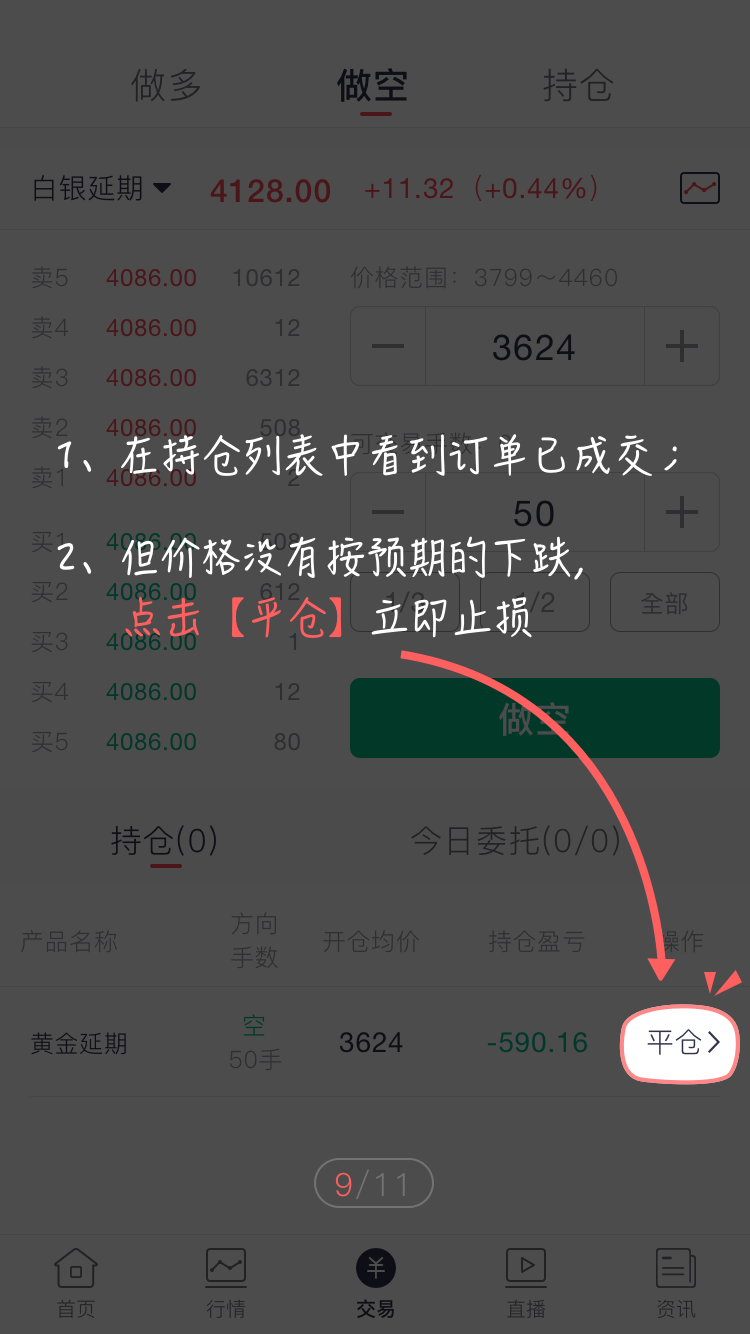 做多 做空 持仓
白银延期 4128.00 +11.32 (+0.44%)
卖5 4086.00 10612
价格范围: 3799~4460
卖4 4086.00 12
3624
卖3 4086.00 6312
卖2 4086.00 508
可交易手数
1、在持仓列表中看到订单已成交;
卖1 4086.00 2
50
买1 4086.00 508
2、但价格没有按预期的下跌,
买2 4086.00 612
1/3 1/2 全部
点击【平仓】立即止损
买3 4086.00 1
买4 4086.00 12
做空
买5 4086.00 80
持仓(0) 今日委托(0/0)
产品名称 方向 手数 开仓均价 持仓盈亏 操作
黄金延期 空 50手 3624 -590.16 平仓
9/11
首页 行情 交易 直播 资讯